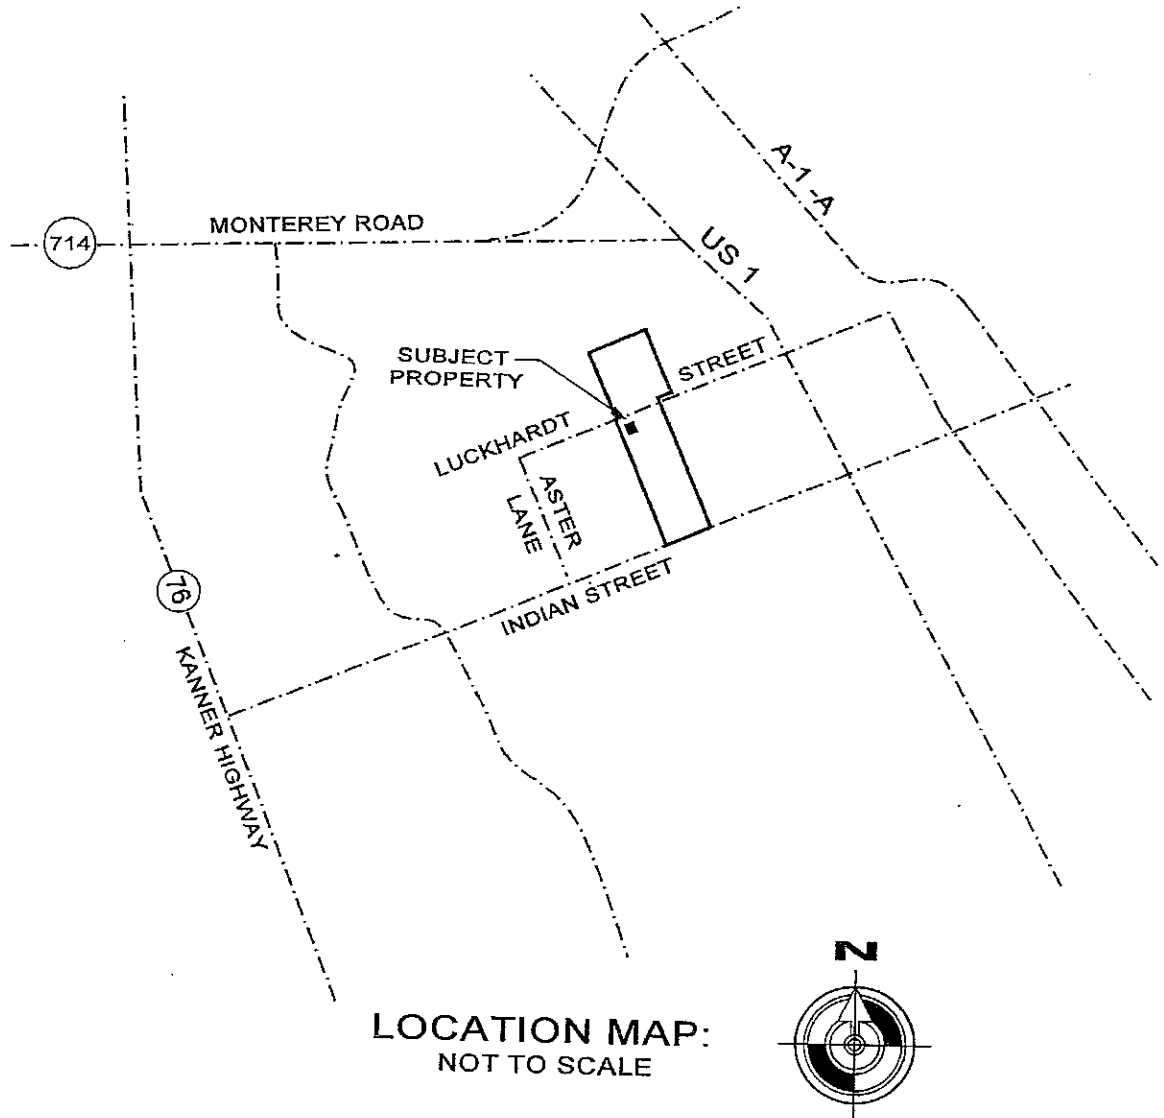 A-1-A
714
MONTEREY ROAD
US 1
SUBJECT
PROPERTY
STREET
LUCKHARDT
ASTER
LANE
INDIAN STREET
76
KANNER HIGHWAY
N
LOCATION MAP:
NOT TO SCALE